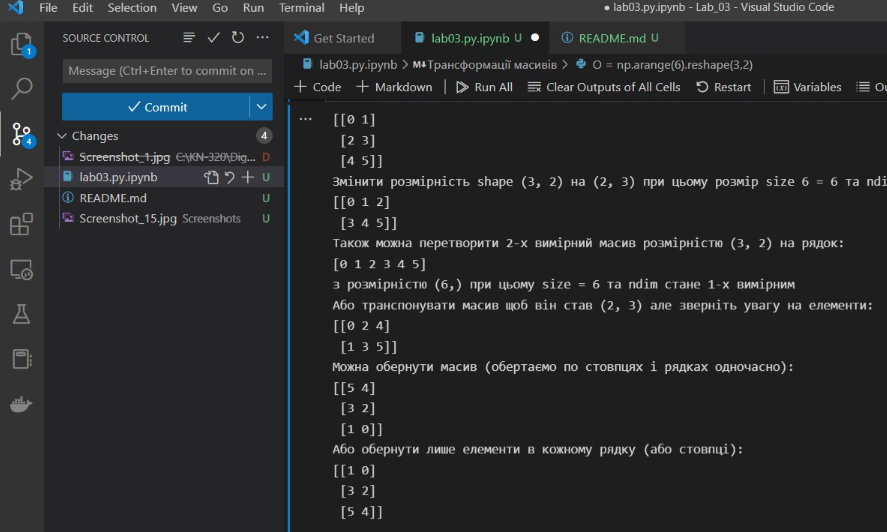 File Edit Selection View Go Run Terminal Help
● lab03.py.ipynb - Lab_03 - Visual Studio Code
SOURCE CONTROL
Message (Ctrl+Enter to commit on ...
Commit
Changes 4
Screenshot_1.jpg C:\KN-320\Dig... D
lab03.py.ipynb U
README.md U
Screenshot_15.jpg Screenshots U
1
4
Get Started lab03.py.ipynb U README.md U
lab03.py.ipynb > M↓Трансформації масивів > O = np.arange(6).reshape(3,2)
+ Code + Markdown Run All Clear Outputs of All Cells Restart Variables Ou
...
[[0 1]
[2 3]
[4 5]]
Змінити розмірність shape (3, 2) на (2, 3) при цьому розмір size 6 = 6 та ndi
[[0 1 2]
[3 4 5]]
Також можна перетворити 2-х вимірний масив розмірністю (3, 2) на рядок:
[0 1 2 3 4 5]
з розмірністю (6,) при цьому size = 6 та ndim стане 1-х вимірним
Або транспонувати масив щоб він став (2, 3) але зверніть увагу на елементи:
[[0 2 4]
[1 3 5]]
Можна обернути масив (обертаємо по стовпцях і рядках одночасно):
[[5 4]
[3 2]
[1 0]]
Або обернути лише елементи в кожному рядку (або стовпці):
[[1 0]
[3 2]
[5 4]]